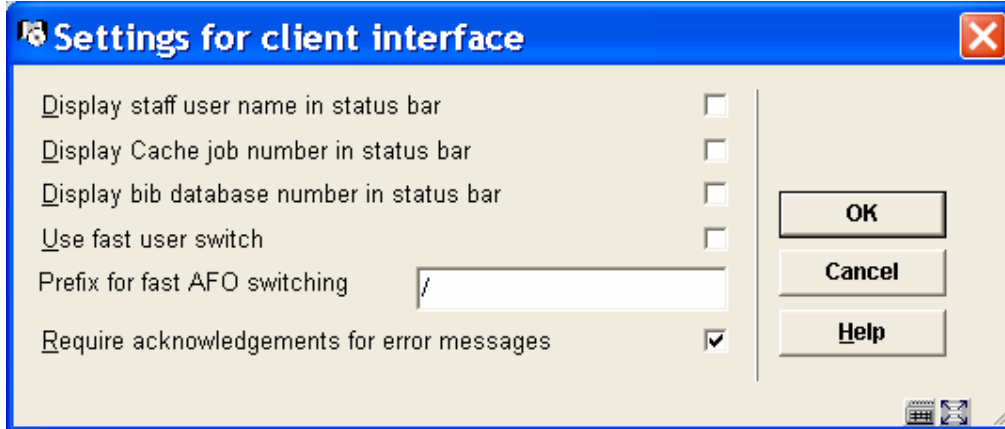 Settings for client interface
Display staff user name in status bar
Display Cache job number in status bar
Display bib database number in status bar
Use fast user switch
Prefix for fast AFO switching /
Require acknowledgements for error messages
OK
Cancel
Help